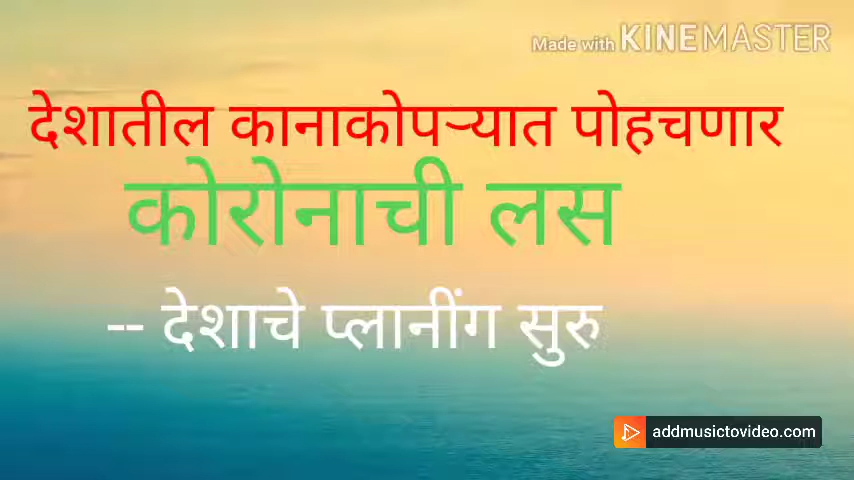 Made with KINEMASTER
देशातील कानाकोपऱ्यात पोहचणार
कोरोनाची लस
-- देशाचे प्लानींग सुरु
addmusictovideo.com